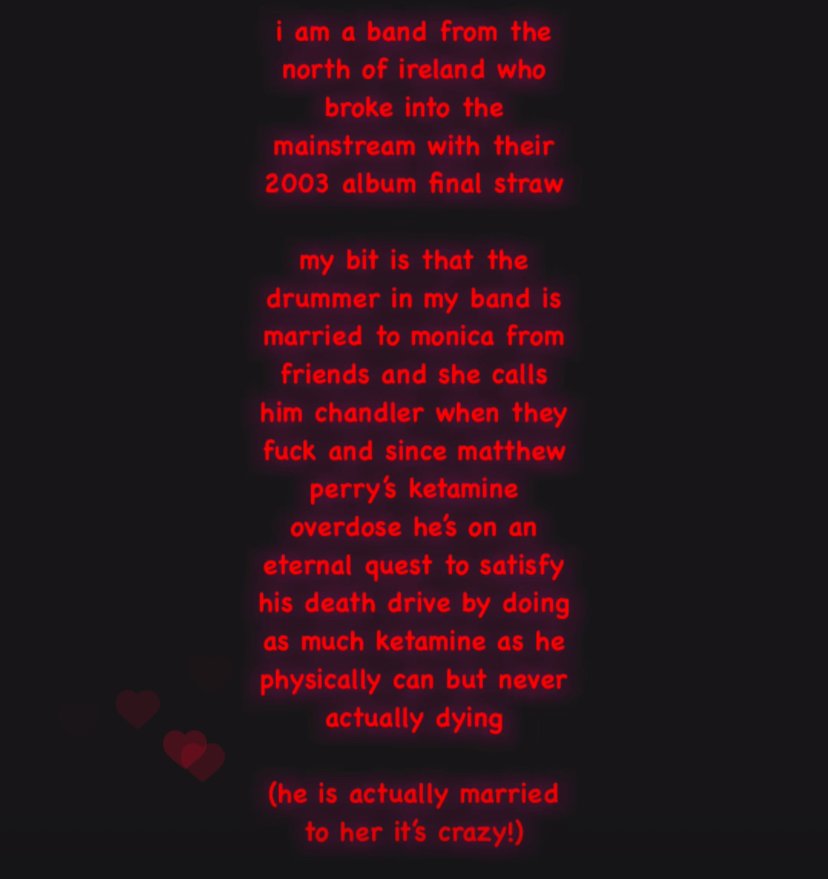 i am a band from the
north of ireland who
broke into the
mainstream with their
2003 album final straw
my bit is that the
drummer in my band is
married to monica from
friends and she calls
him chandler when they
fuck and since matthew
perry's ketamine
overdose he's on an
eternal quest to satisfy
his death drive by doing
as much ketamine as he
physically can but never
actually dying
(he is actually married
to her it's crazy!)